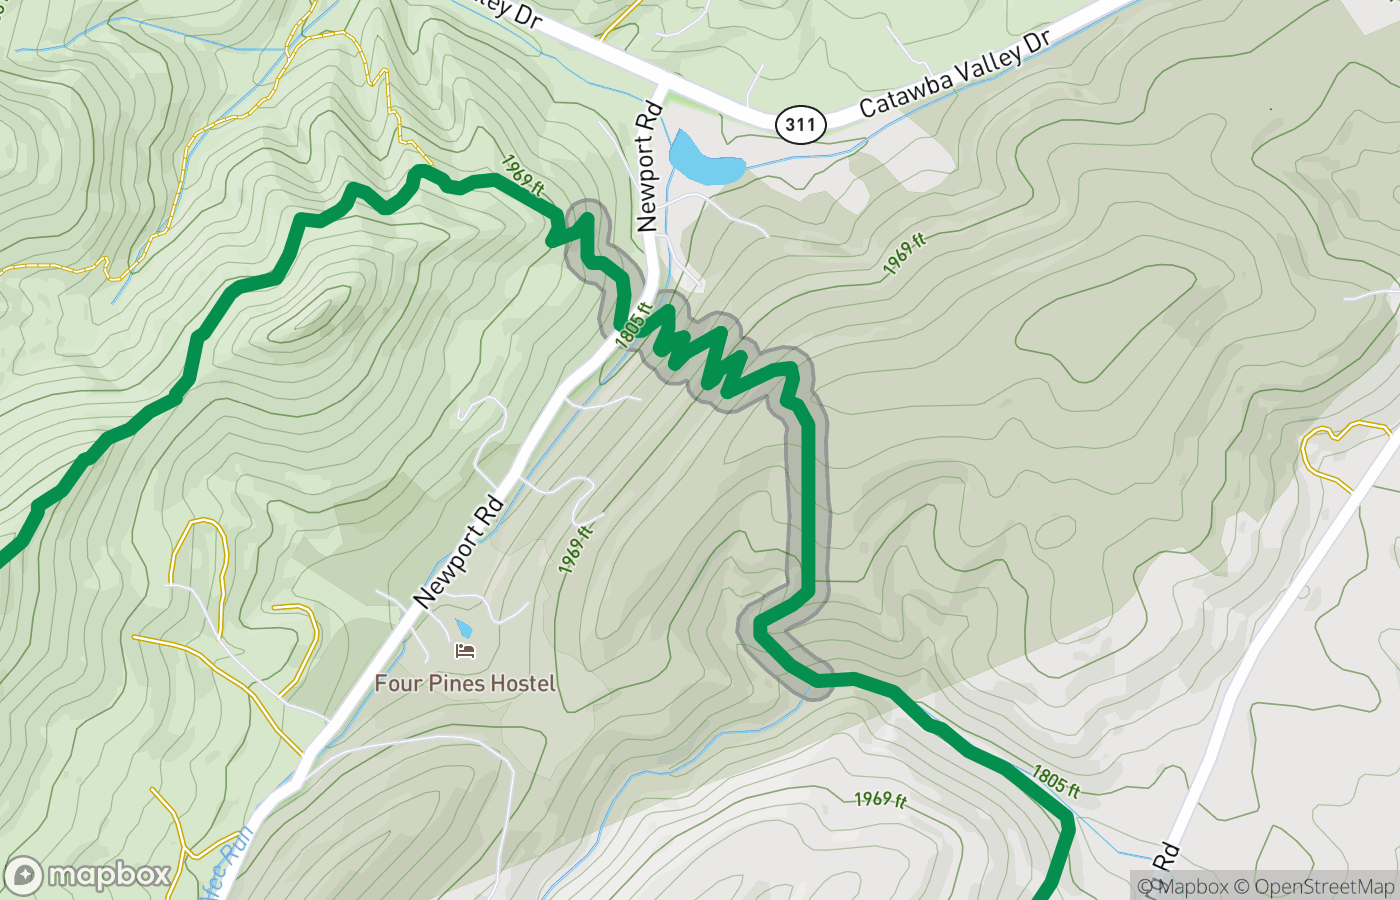 lley Dr
Catawba Valley Dr
311
Newport Rd
1969 ft
1969 ft
1805 ft
1969 ft
Newport Rd
Four Pines Hostel
1805 ft
1969 ft
Run
Rd
mapbox
© Mapbox © OpenStreetMap